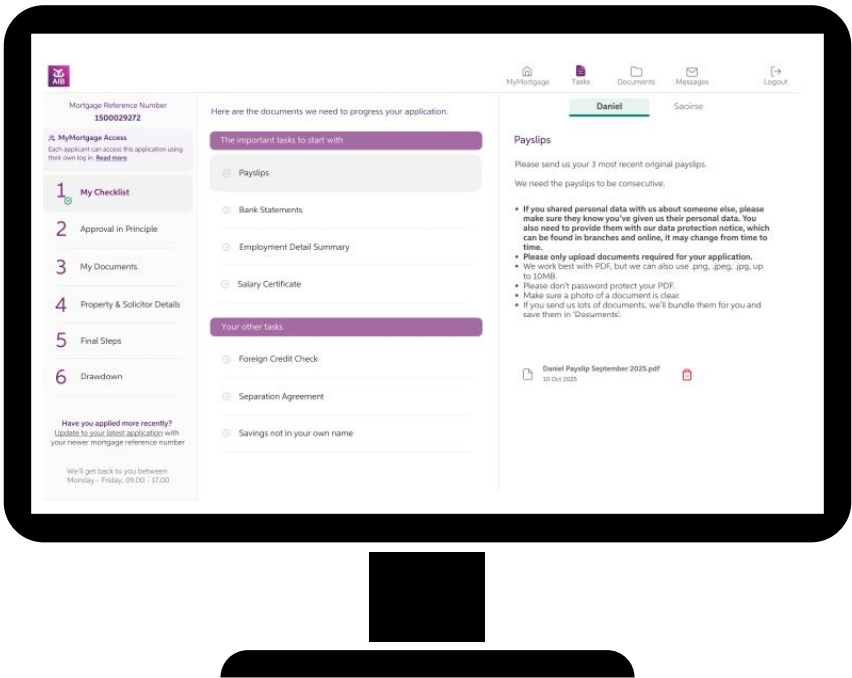 AIB
MyMortgage
Tasks
Documents
Messages
Logout
Mortgage Reference Number
1500029272
MyMortgage Access
Each applicant can access this application using
their own log in. Read more
1 My Checklist
2 Approval in Principle
3 My Documents
4 Property & Solicitor Details
5 Final Steps
6 Drawdown
Have you applied more recently?
Update to your latest application with
your newer mortgage reference number
We'll get back to you between
Monday - Friday, 09.00 - 17.00
Here are the documents we need to progress your application.
The important tasks to start with
Payslips
Bank Statements
Employment Detail Summary
Salary Certificate
Your other tasks
Foreign Credit Check
Separation Agreement
Savings not in your own name
Daniel
Saoirse
Payslips
Please send us your 3 most recent original payslips.
We need the payslips to be consecutive.
• If you shared personal data with us about someone else, please
make sure they know you've given us their personal data. You
also need to provide them with our data protection notice, which
can be found in branches and online, it may change from time to
time.
• Please only upload documents required for your application.
• We work best with PDF, but we can also use .png, .jpeg, .jpg, up
to 10MB.
• Please don't password protect your PDF.
• Make sure a photo of a document is clear.
• If you send us lots of documents, we'll bundle them for you and
save them in 'Documents'.
Daniel Payslip September 2025.pdf
10 Oct 2025